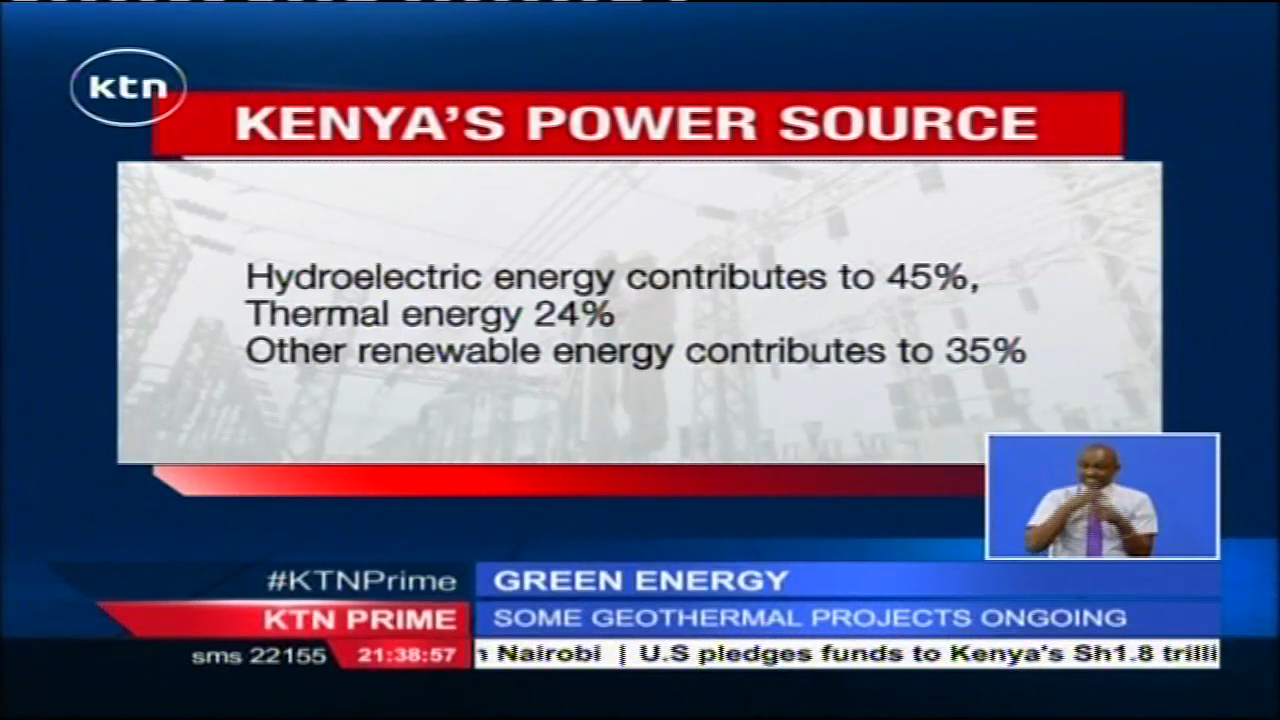 ktn
KENYA'S POWER SOURCE
Hydroelectric energy contributes to 45%,
Thermal energy 24%
Other renewable energy contributes to 35%
#KTNPrime
GREEN ENERGY
KTN PRIME
SOME GEOTHERMAL PROJECTS ONGOING
sms 22155
21:38:57
Nairobi | U.S pledges funds to Kenya's Sh1.8